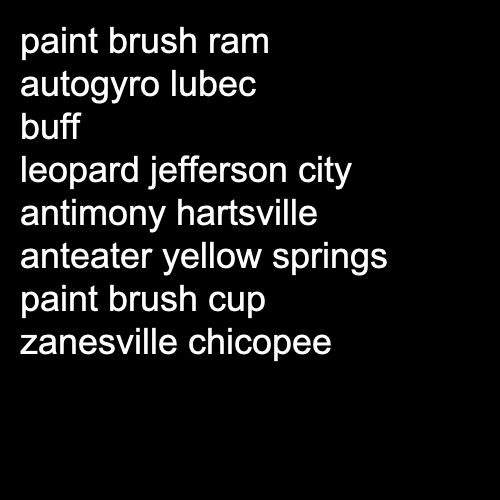 paint brush ram
autogyro lubec
buff
leopard jefferson city
antimony hartsville
anteater yellow springs
paint brush cup
zanesville chicopee